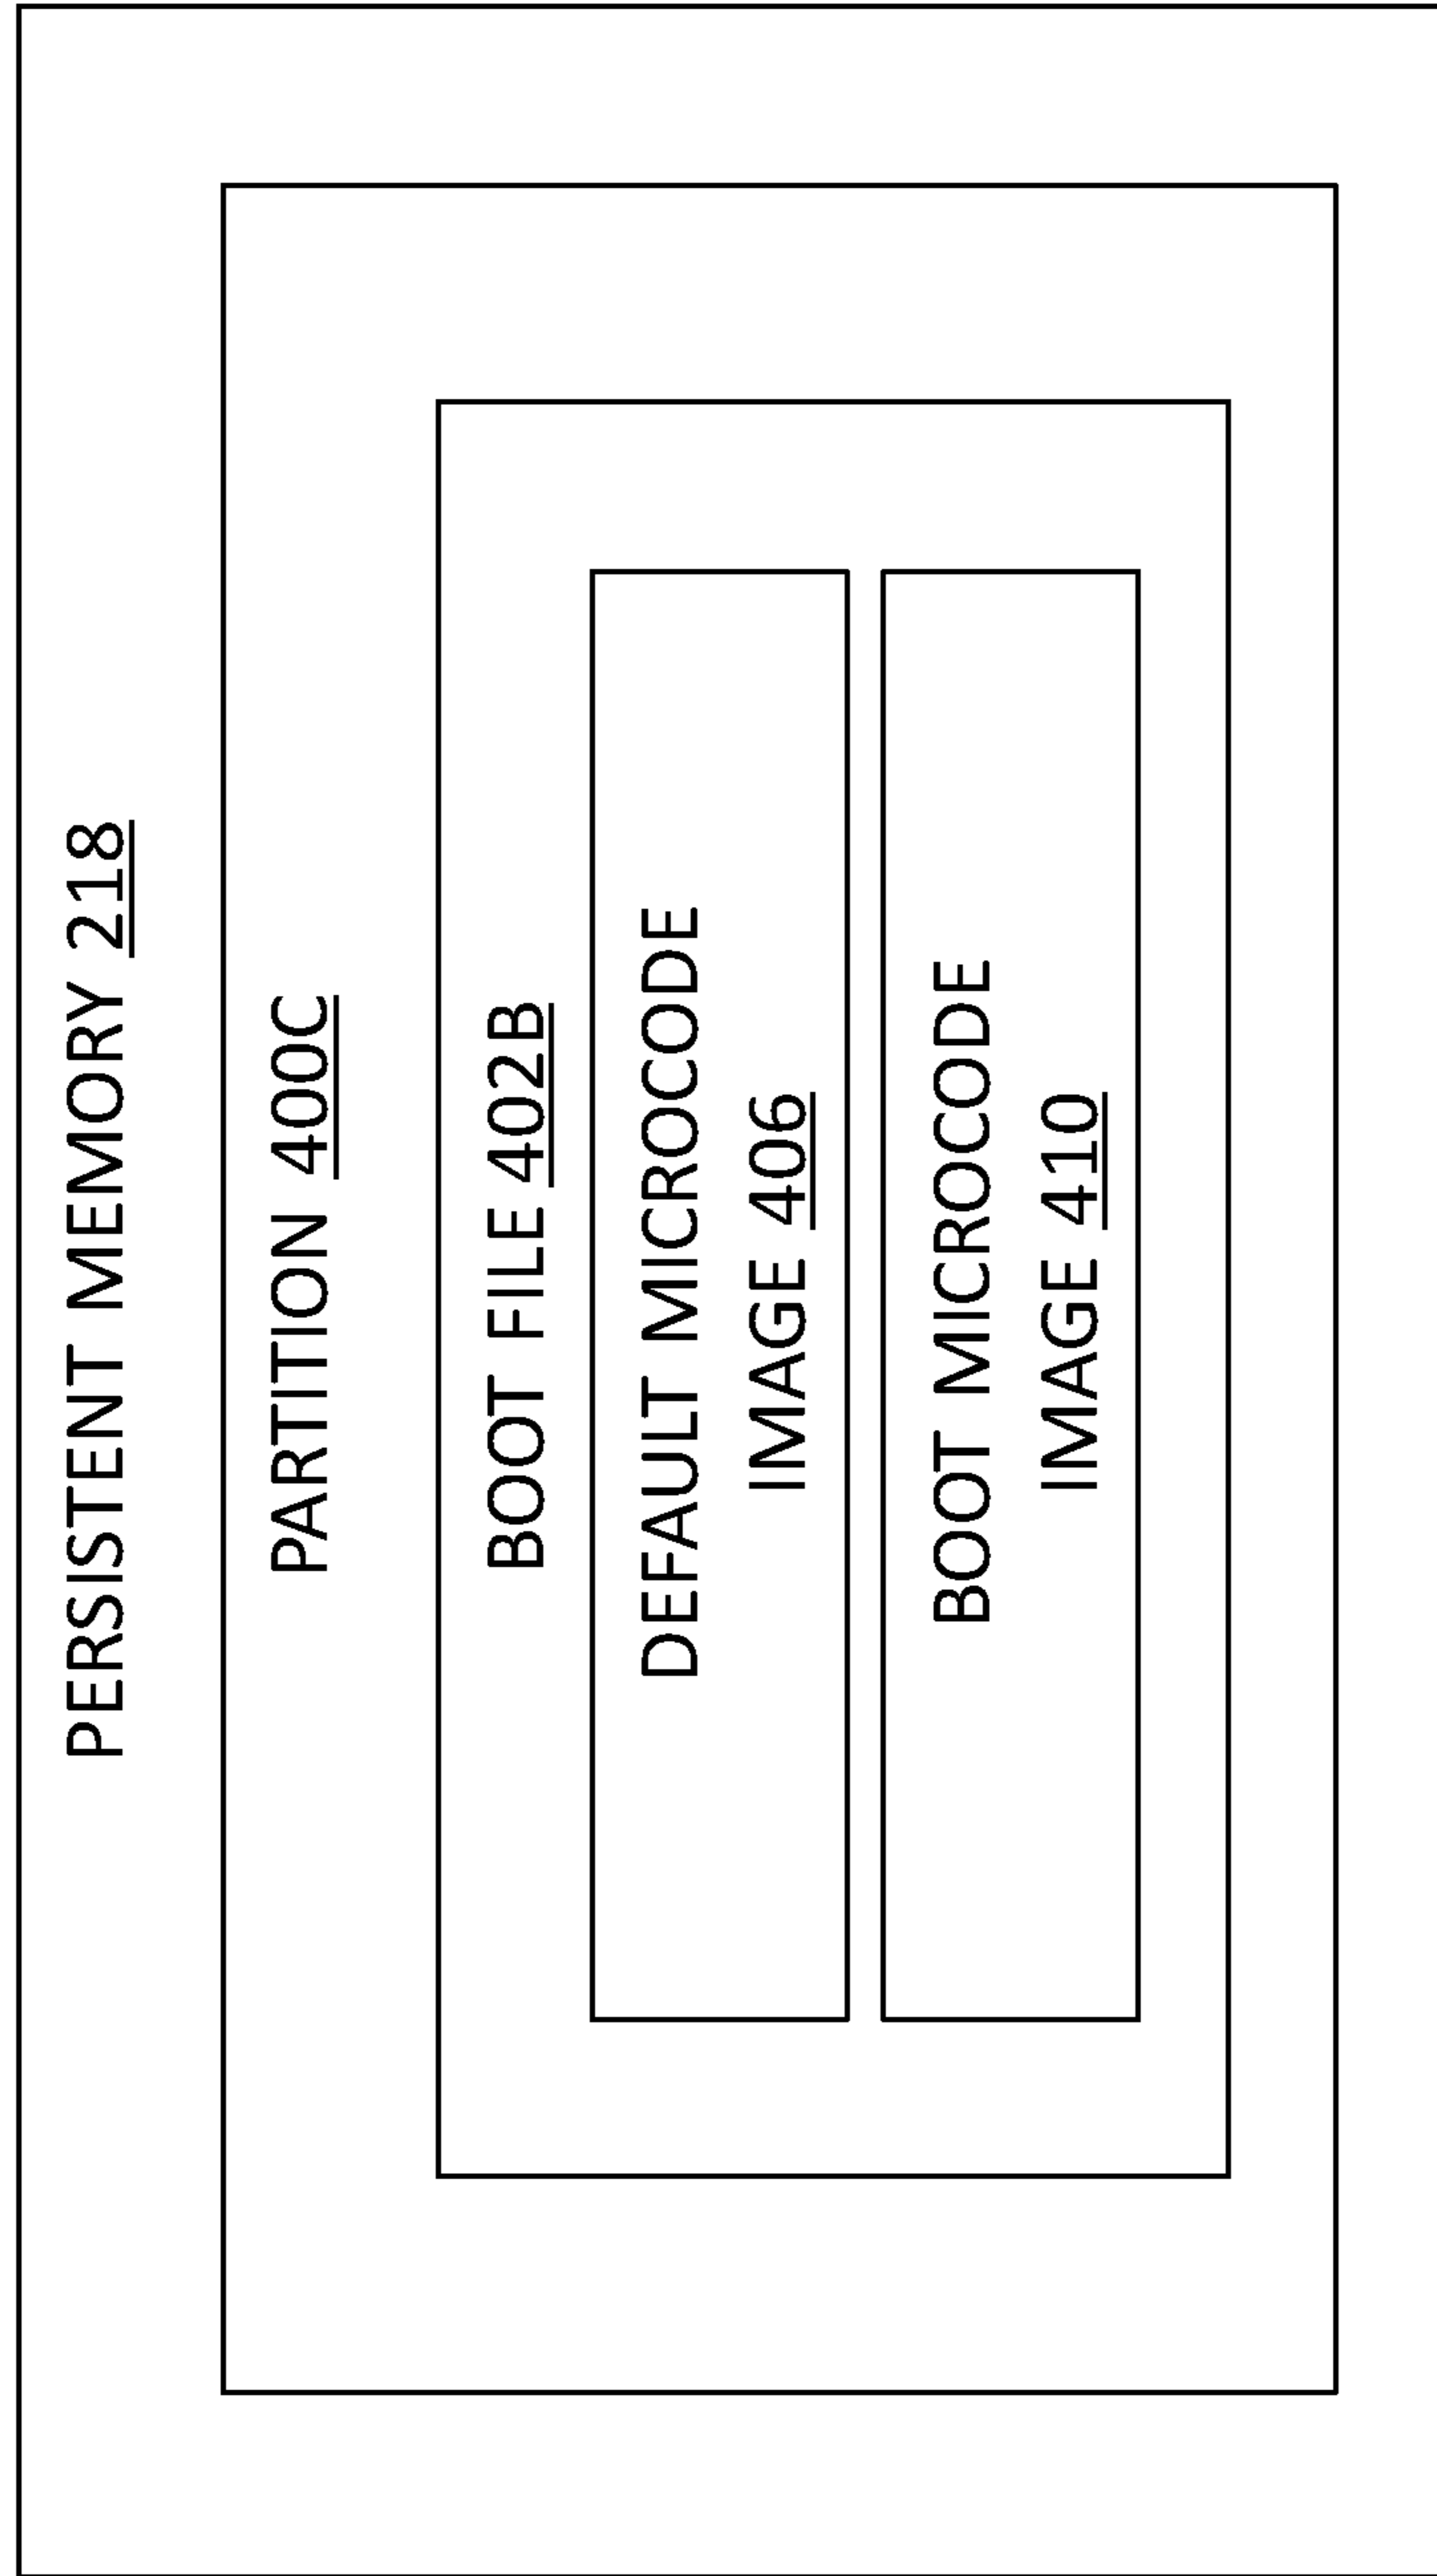 PERSISTENT MEMORY 218
PARTITION 400C
BOOT FILE 402B
DEFAULT MICROCODE
IMAGE 406
BOOT MICROCODE
IMAGE 410